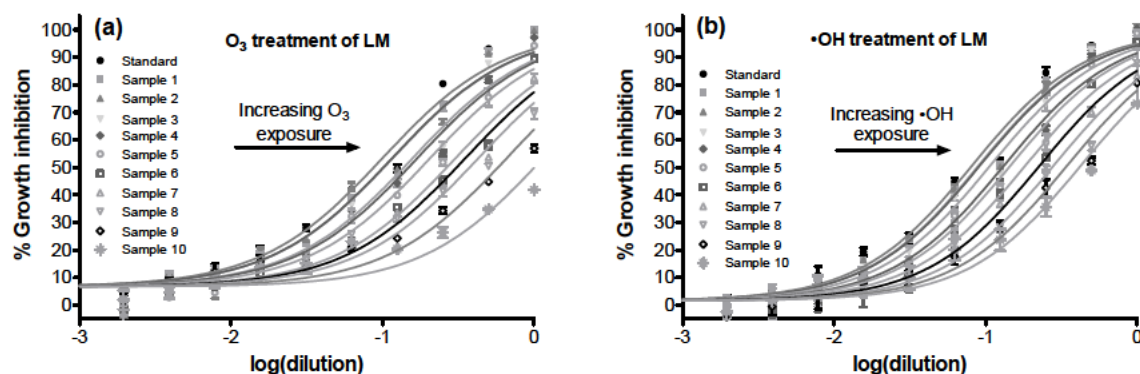 (a)
O₃ treatment of LM
Standard
Sample 1
Sample 2
Sample 3
Sample 4
Sample 5
Sample 6
Sample 7
Sample 8
Sample 9
Sample 10
Increasing O₃
exposure
% Growth inhibition
100
90
80
70
60
50
40
30
20
10
0
-3
-2
-1
0
log(dilution)
(b)
•OH treatment of LM
Standard
Sample 1
Sample 2
Sample 3
Sample 4
Sample 5
Sample 6
Sample 7
Sample 8
Sample 9
Sample 10
Increasing •OH
exposure
% Growth inhibition
100
90
80
70
60
50
40
30
20
10
0
-3
-2
-1
0
log(dilution)